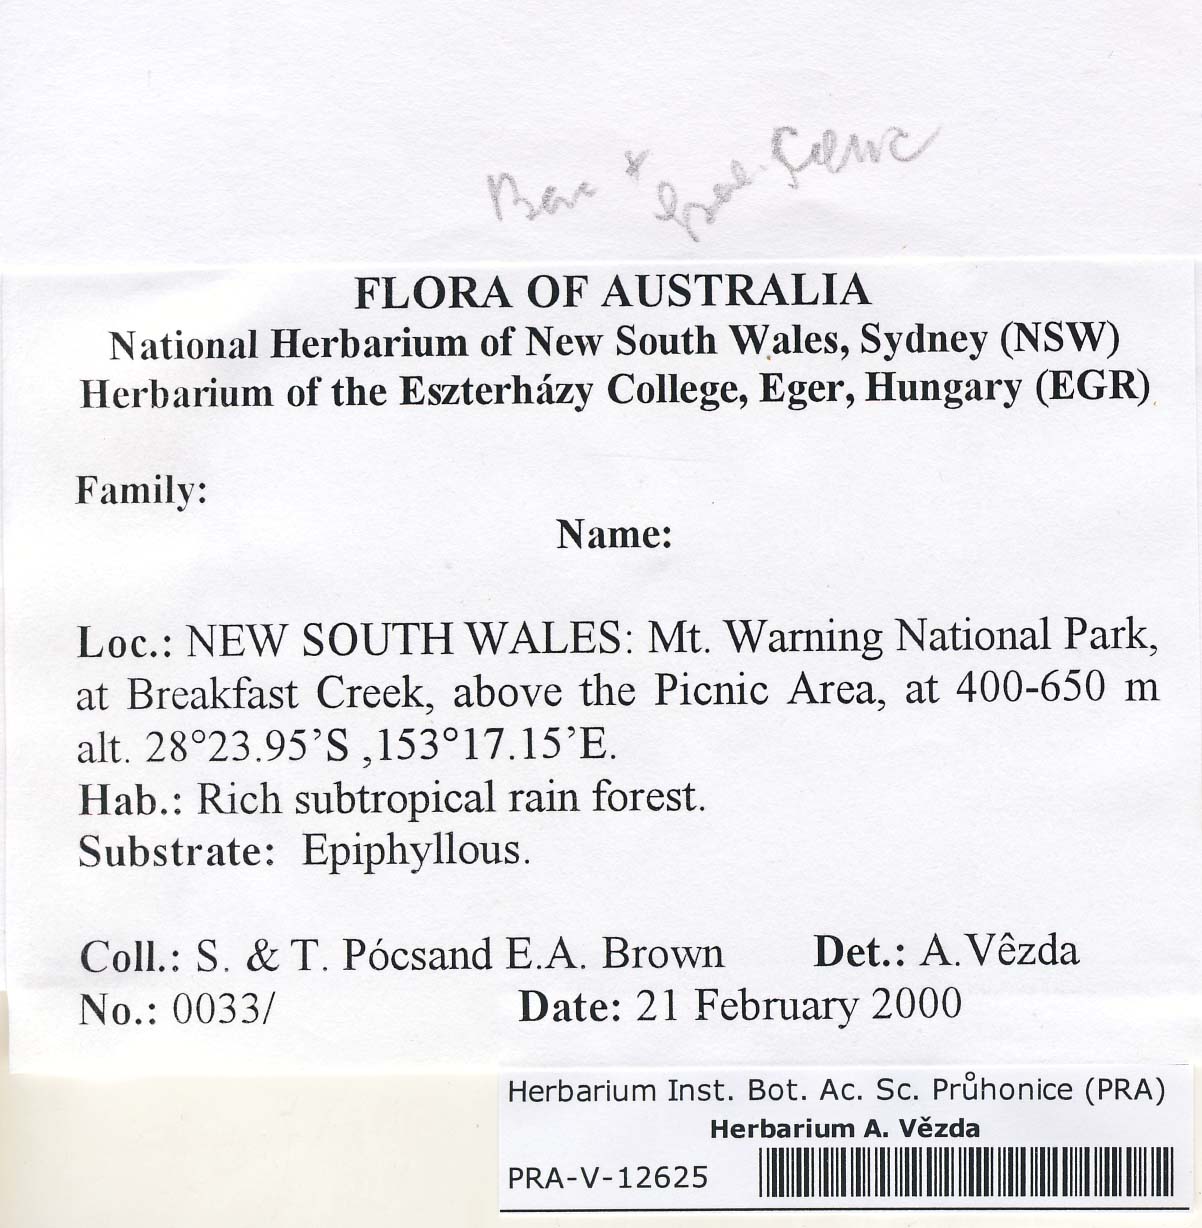 FLORA OF AUSTRALIA
National Herbarium of New South Wales, Sydney (NSW)
Herbarium of the Eszterházy College, Eger, Hungary (EGR)
Family:
Name:
Loc.: NEW SOUTH WALES: Mt. Warning National Park,
at Breakfast Creek, above the Picnic Area, at 400-650 m
alt. 28°23.95’S ,153°17.15’E.
Hab.: Rich subtropical rain forest.
Substrate: Epiphyllous.
Coll.: S. & T. Pócsand E.A. Brown Det.: A.Vêzda
No.: 0033/ Date: 21 February 2000
Herbarium Inst. Bot. Ac. Sc. Průhonice (PRA)
Herbarium A. Vězda
PRA-V-12625